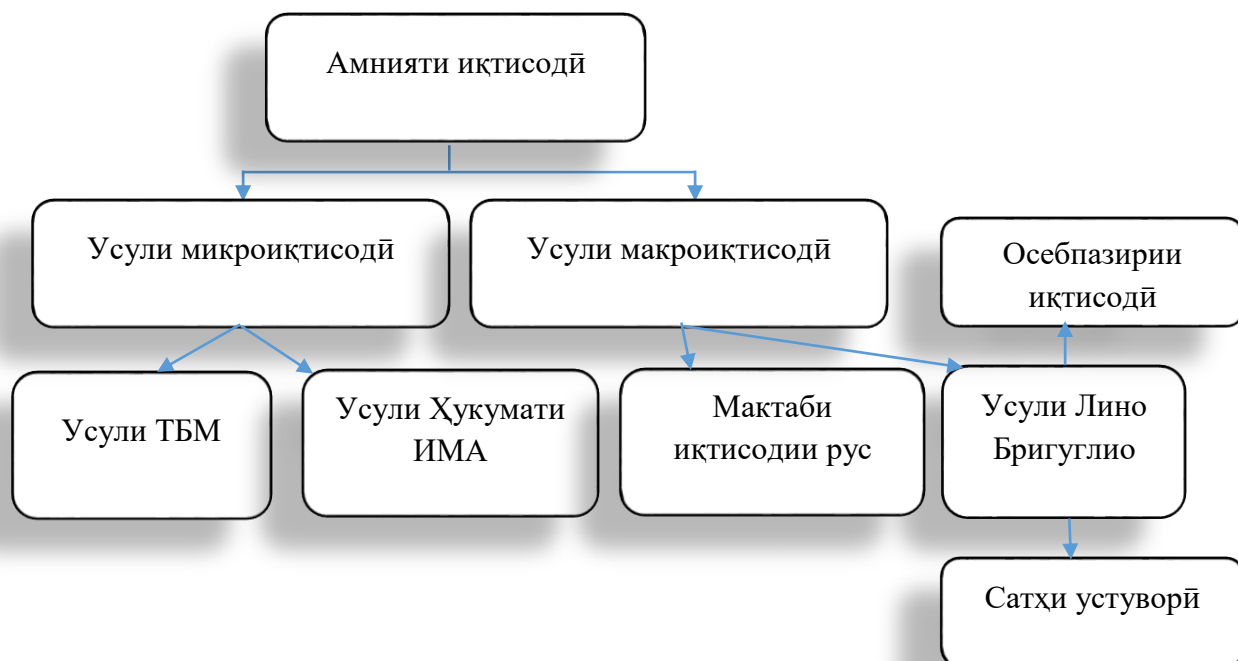 Амнияти иқтисодӣ
Усули микроиқтисодӣ
Усули макроиқтисодӣ
Осебпазирии
иқтисодӣ
Усули ТБМ
Усули Ҳукумати
ИМА
Мактаби
иқтисодии рус
Усули Лино
Бригуглио
Сатҳи устуворӣ